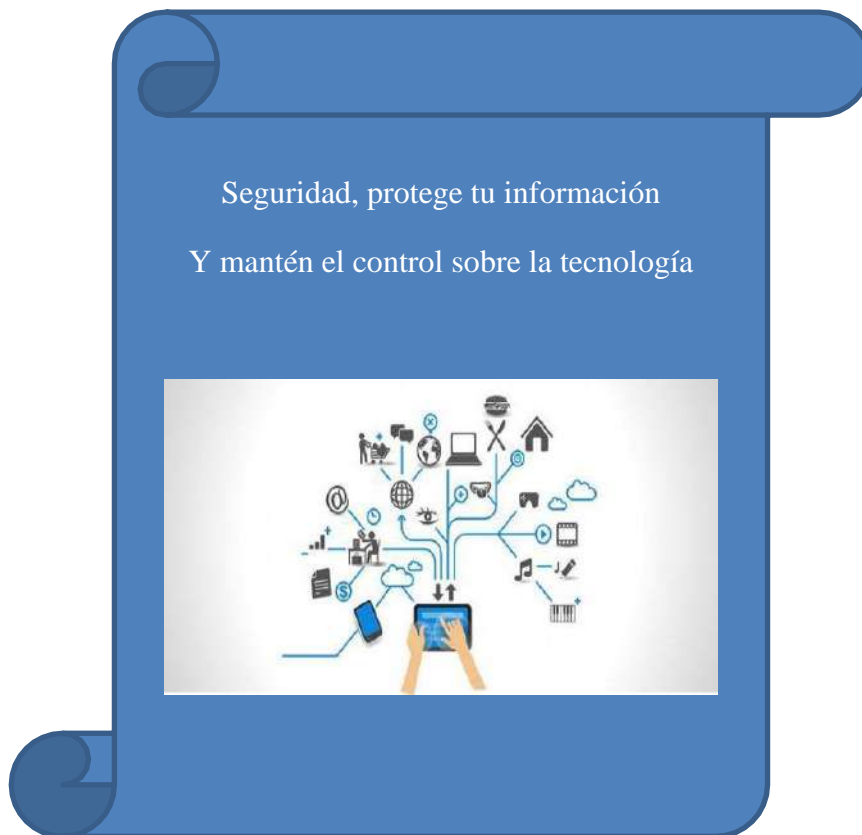 Seguridad, protege tu información
Y mantén el control sobre la tecnología